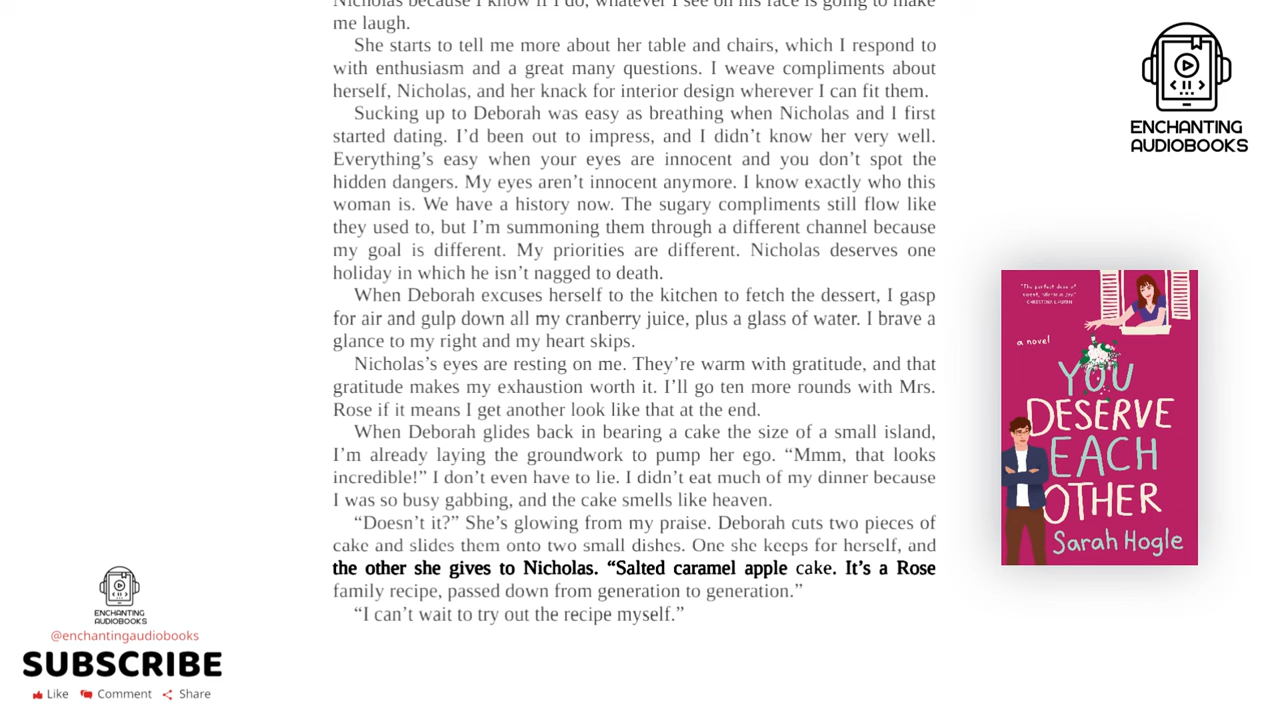 Nicholas because I know if I do, whatever I see on his face is going to make
me laugh.
She starts to tell me more about her table and chairs, which I respond to
with enthusiasm and a great many questions. I weave compliments about
herself, Nicholas, and her knack for interior design wherever I can fit them.
Sucking up to Deborah was easy as breathing when Nicholas and I first
started dating. I’d been out to impress, and I didn’t know her very well.
Everything’s easy when your eyes are innocent and you don’t spot the
hidden dangers. My eyes aren’t innocent anymore. I know exactly who this
woman is. We have a history now. The sugary compliments still flow like
they used to, but I’m summoning them through a different channel because
my goal is different. My priorities are different. Nicholas deserves one
holiday in which he isn’t nagged to death.
When Deborah excuses herself to the kitchen to fetch the dessert, I gasp
for air and gulp down all my cranberry juice, plus a glass of water. I brave a
glance to my right and my heart skips.
Nicholas’s eyes are resting on me. They’re warm with gratitude, and that
gratitude makes my exhaustion worth it. I’ll go ten more rounds with Mrs.
Rose if it means I get another look like that at the end.
When Deborah glides back in bearing a cake the size of a small island,
I’m already laying the groundwork to pump her ego. “Mmm, that looks
incredible!” I don’t even have to lie. I didn’t eat much of my dinner because
I was so busy gabbing, and the cake smells like heaven.
“Doesn’t it?” She’s glowing from my praise. Deborah cuts two pieces of
cake and slides them onto two small dishes. One she keeps for herself, and
the other she gives to Nicholas. “Salted caramel apple cake. It’s a Rose
family recipe, passed down from generation to generation.”
“I can’t wait to try out the recipe myself.”
ENCHANTING
AUDIOBOOKS
a novel
YOU
DESERVE
EACH
OTHER
Sarah Hogle
ENCHANTING
AUDIOBOOKS
@enchantingaudiobooks
SUBSCRIBE
Like Comment Share